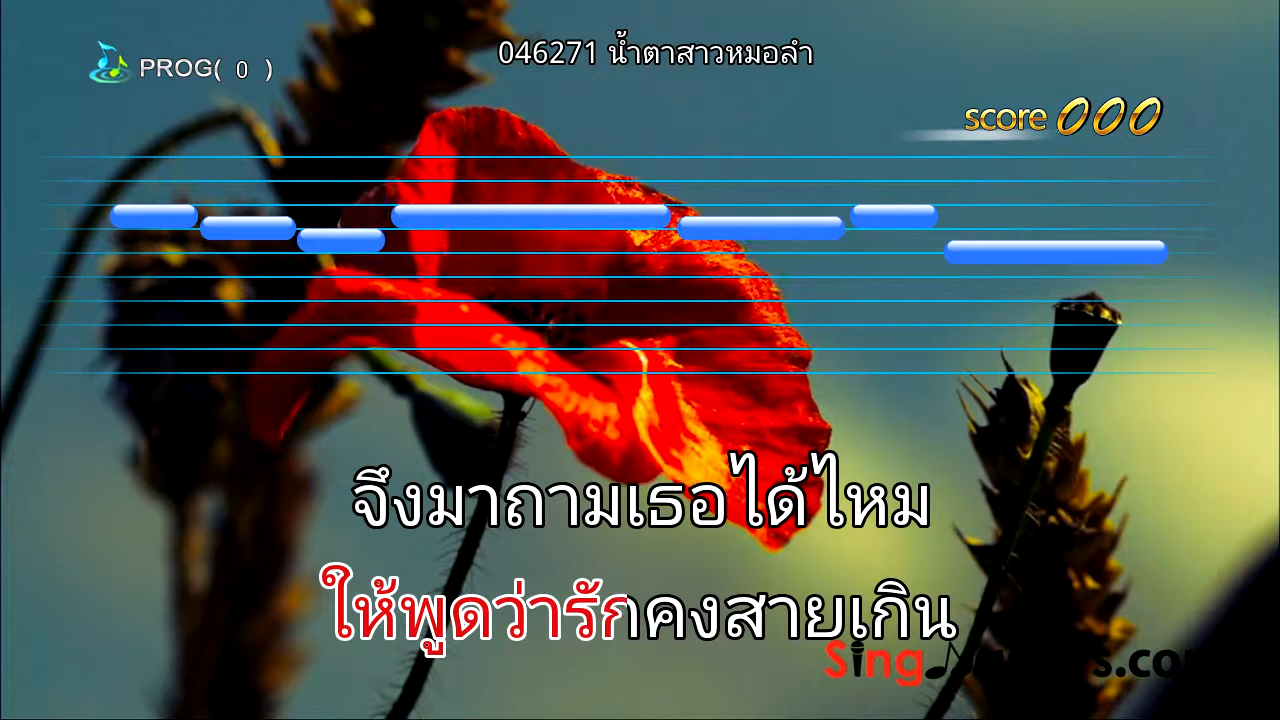 046271 น้ำตาสาวหมอลำ
PROG( 0 )
score 000
จึงมาถามเธอได้ไหม
ให้พูดว่ารักคงสายเกิน